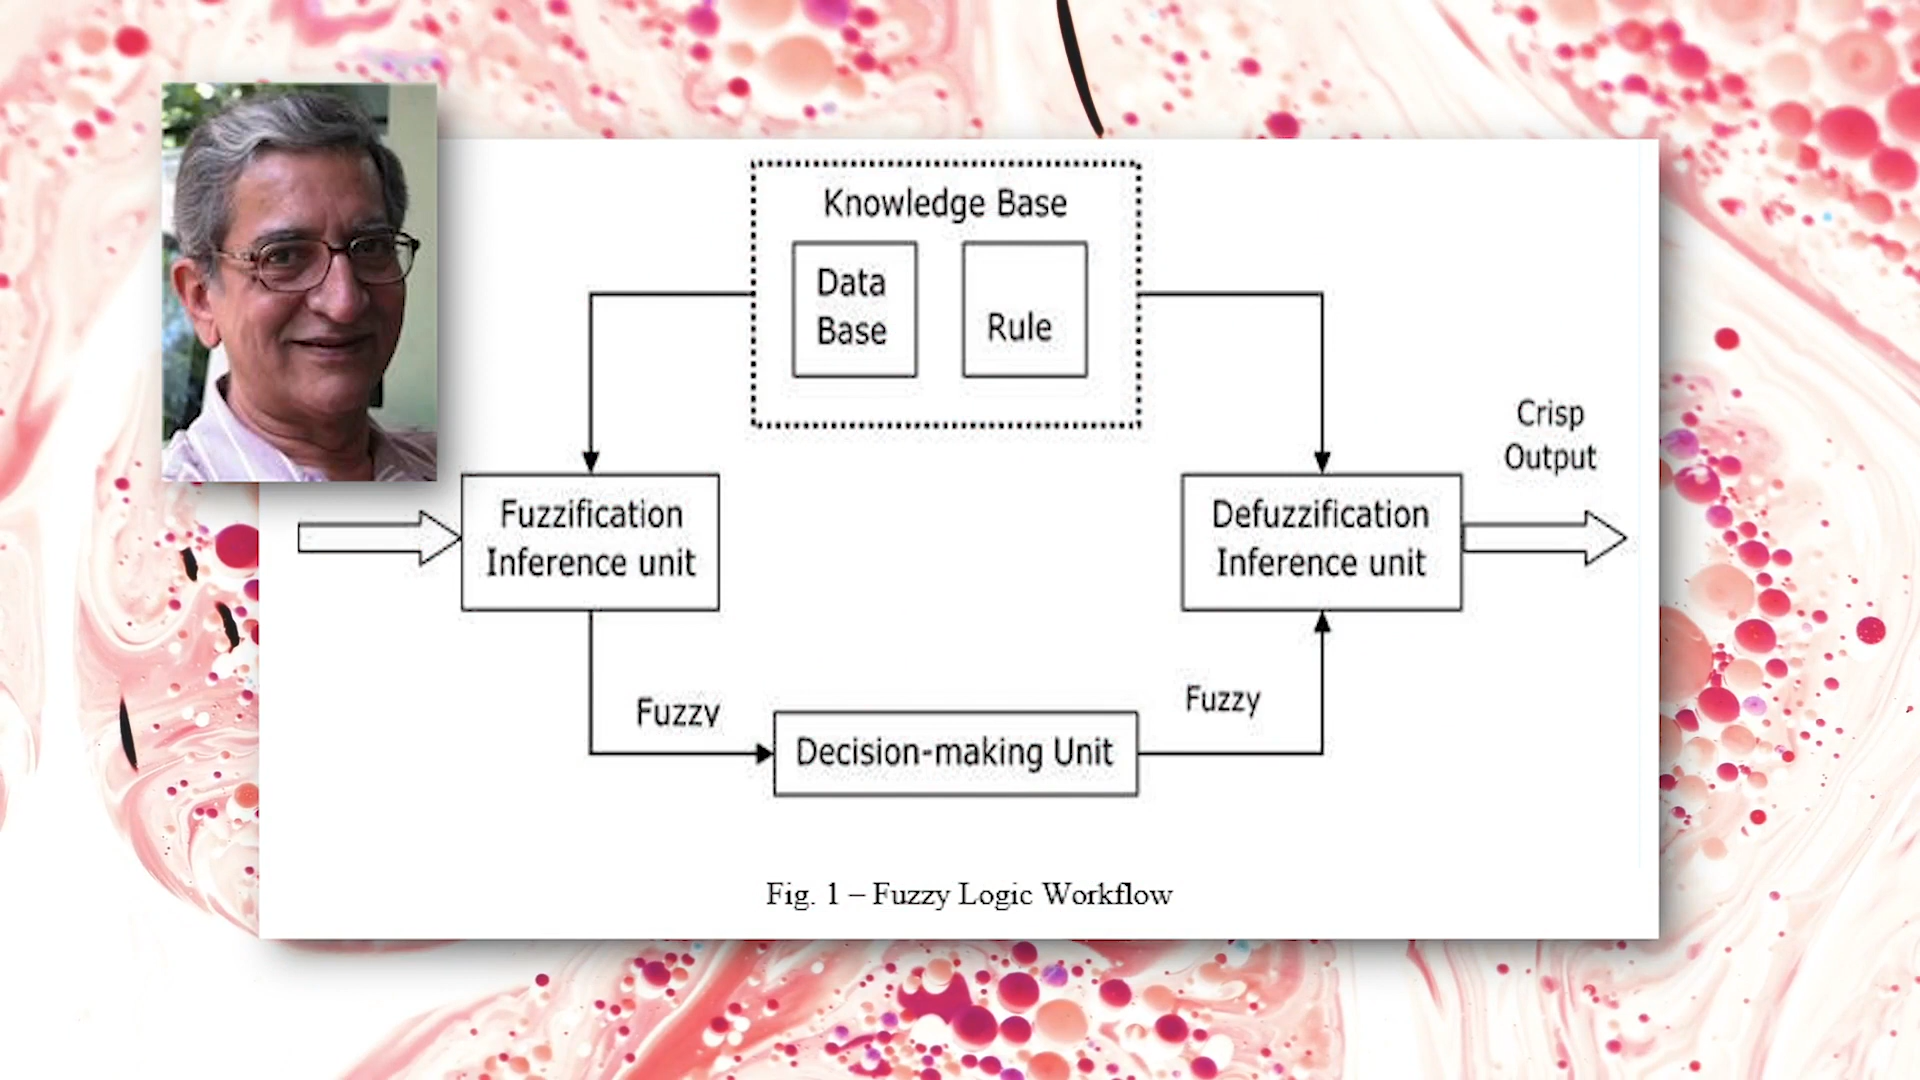 Knowledge Base
Data
Base
Rule
Crisp
Output
Fuzzification
Inference unit
Defuzzification
Inference unit
Fuzzy
Fuzzy
Decision-making Unit
Fig. 1 – Fuzzy Logic Workflow